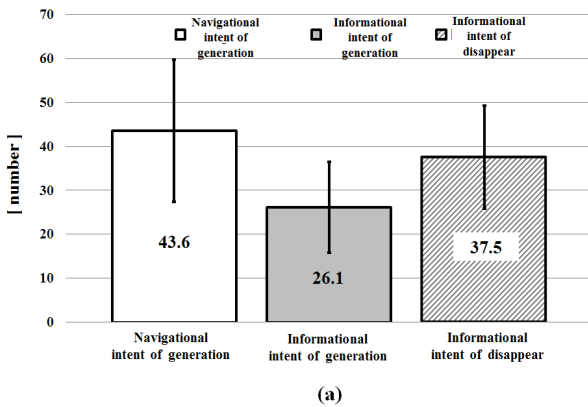 70
60
50
40
30
20
10
0
[ number ]
Navigational
intent of
generation
Informational
intent of
generation
Informational
intent of
disappear
43.6
26.1
37.5
Navigational
intent of generation
Informational
intent of generation
Informational
intent of disappear
(a)